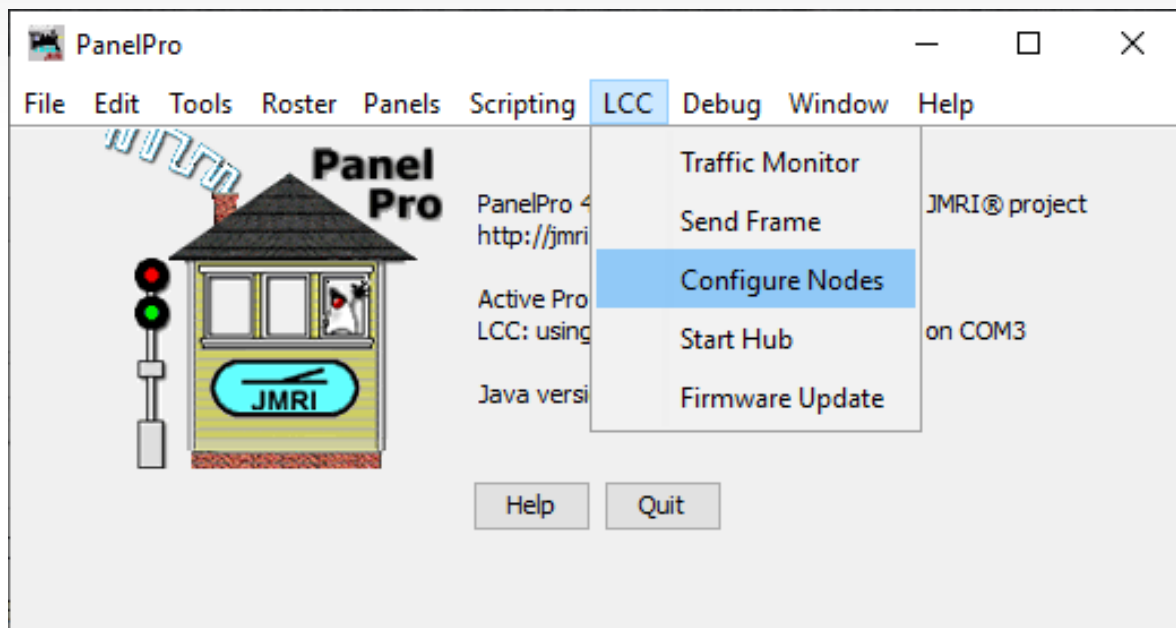 PanelPro
File Edit Tools Roster Panels Scripting LCC Debug Window Help
Panel
Pro
Traffic Monitor
Send Frame
Configure Nodes
Start Hub
Firmware Update
PanelPro 4
JMRI® project
http://jmri
Active Pro
LCC: using
on COM3
Java versi
JMRI
Help
Quit